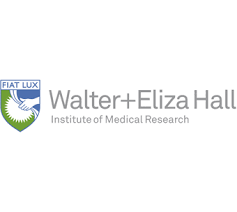 FIAT LUX
Walter+Eliza Hall
Institute of Medical Research